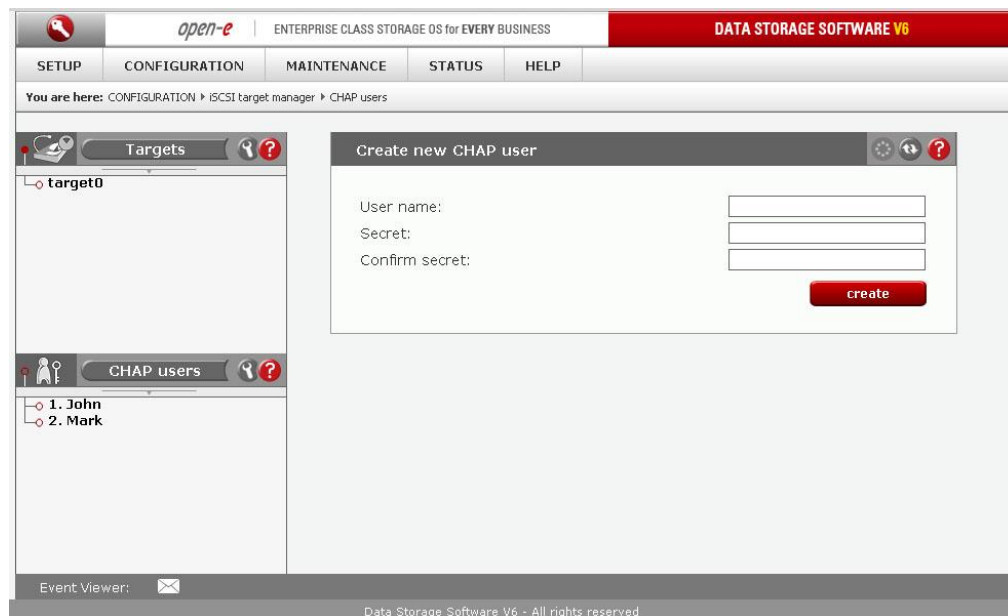 open-e ENTERPRISE CLASS STORAGE OS for EVERY BUSINESS DATA STORAGE SOFTWARE V6
SETUP CONFIGURATION MAINTENANCE STATUS HELP
You are here: CONFIGURATION iSCSI target manager CHAP users
Targets
target0
Create new CHAP user
User name:
Secret:
Confirm secret:
create
CHAP users
1. John
2. Mark
Event Viewer:
Data Storage Software V6 - All rights reserved